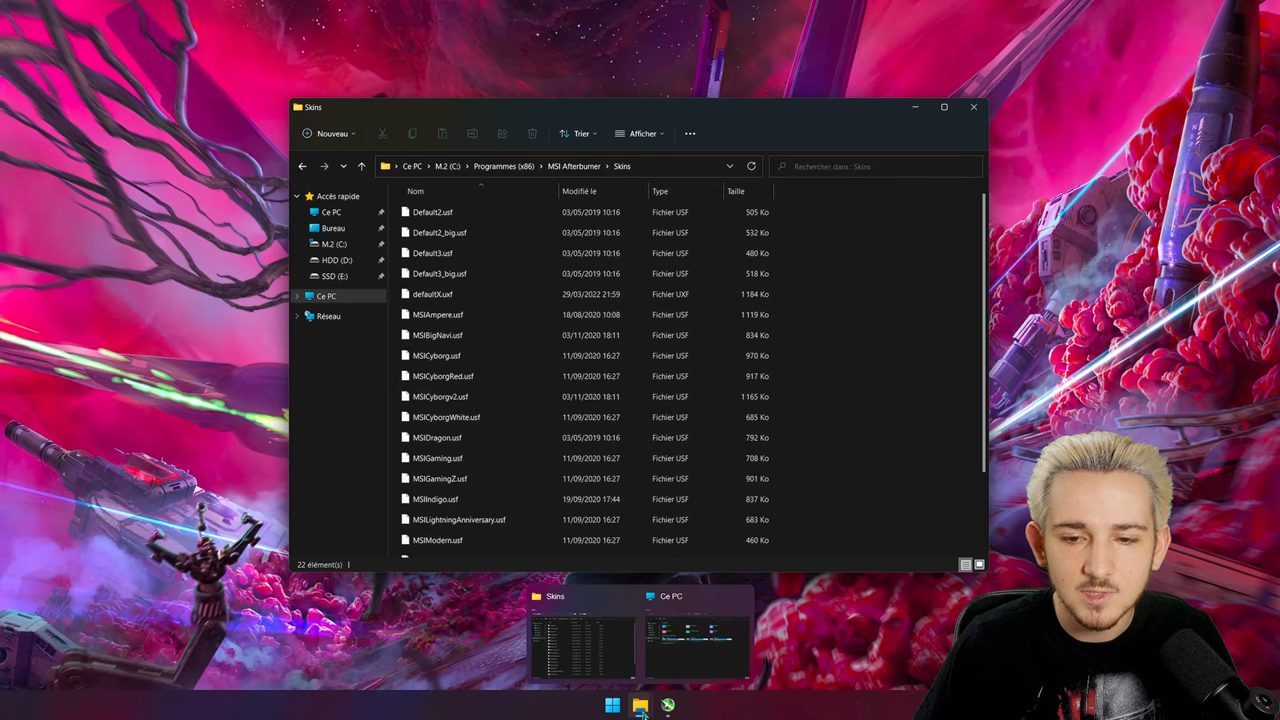 Skins
Nouveau
Trier
Afficher
Ce PC > M.2 (C:) > Programmes (x86) > MSI Afterburner > Skins
Rechercher dans : Skins
Nom Modifié le Type Taille
Accès rapide
Ce PC
Bureau
M.2 (C:)
HDD (D:)
SSD (E:)
Ce PC
Réseau
Default2.usf 03/05/2019 10:16 Fichier USF 505 Ko
Default2_big.usf 03/05/2019 10:16 Fichier USF 532 Ko
Default3.usf 03/05/2019 10:16 Fichier USF 480 Ko
Default3_big.usf 03/05/2019 10:16 Fichier USF 518 Ko
defaultX.uxf 29/03/2022 21:59 Fichier UXF 1 184 Ko
MSIAmpere.usf 18/08/2020 10:08 Fichier USF 1 119 Ko
MSIBigNavi.usf 03/11/2020 18:11 Fichier USF 834 Ko
MSICyborg.usf 11/09/2020 16:27 Fichier USF 970 Ko
MSICyborgRed.usf 11/09/2020 16:27 Fichier USF 917 Ko
MSICyborgv2.usf 03/11/2020 18:11 Fichier USF 1 165 Ko
MSICyborgWhite.usf 11/09/2020 16:27 Fichier USF 685 Ko
MSIDragon.usf 03/05/2019 10:16 Fichier USF 792 Ko
MSIGaming.usf 11/09/2020 16:27 Fichier USF 708 Ko
MSIGamingZ.usf 11/09/2020 16:27 Fichier USF 901 Ko
MSIIndigo.usf 19/09/2020 17:44 Fichier USF 837 Ko
MSILightningAnniversary.usf 11/09/2020 16:27 Fichier USF 683 Ko
MSIModern.usf 11/09/2020 16:27 Fichier USF 460 Ko
22 élément(s)
Skins
Ce PC